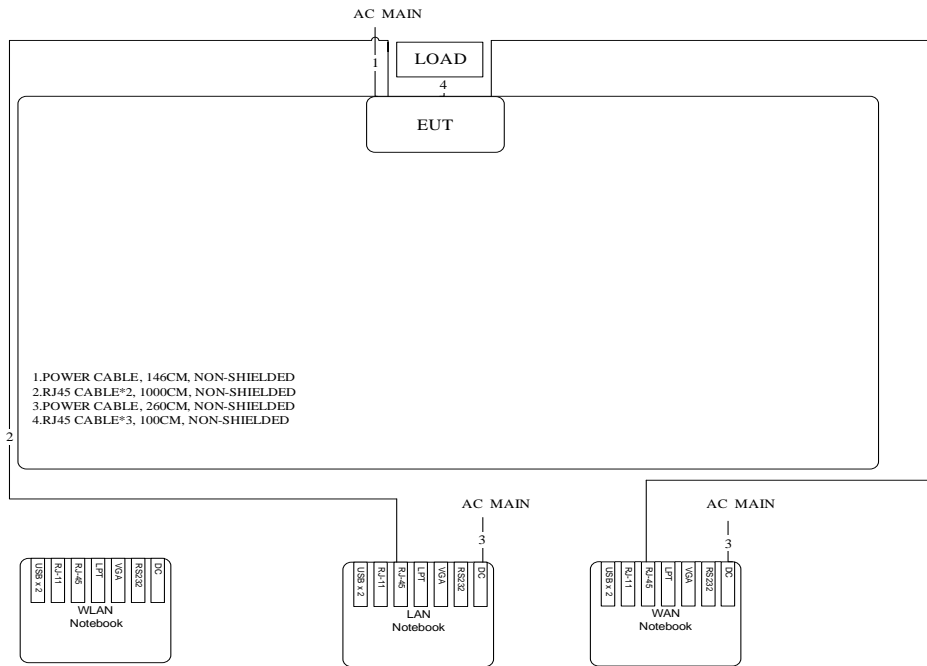 AC MAIN
1
LOAD
4
EUT
1.POWER CABLE, 146CM, NON-SHIELDED
2.RJ45 CABLE*2, 1000CM, NON-SHIELDED
3.POWER CABLE, 260CM, NON-SHIELDED
4.RJ45 CABLE*3, 100CM, NON-SHIELDED
2
AC MAIN
3
AC MAIN
3
USB x 2
RJ-11
RJ-45
LPT
VGA
RS232
DC
WLAN
Notebook
USB x 2
RJ-11
RJ-45
LPT
VGA
RS232
DC
LAN
Notebook
USB x 2
RJ-11
RJ-45
LPT
VGA
RS232
DC
WAN
Notebook